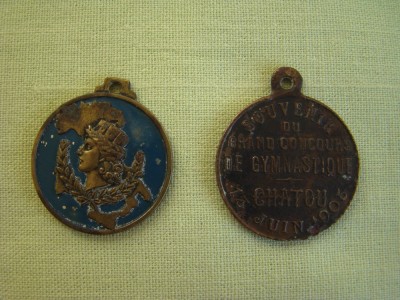 SOUVENIR
DU
GRAND CONCOURS
DE GYMNASTIQUE
CHATOU
JUIN